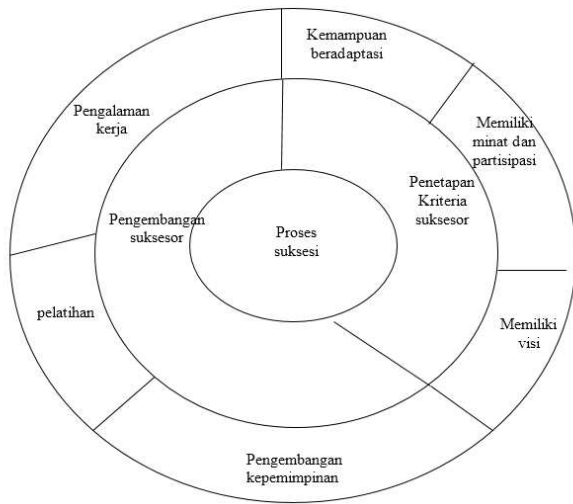 Kemampuan
beradaptasi
Pengalaman
kerja
Memiliki
minat dan
partisipasi
Penetapan
Kriteria
suksesor
Pengembangan
suksesor
Proses
suksesi
pelatihan
Memiliki
visi
Pengembangan
kepemimpinan